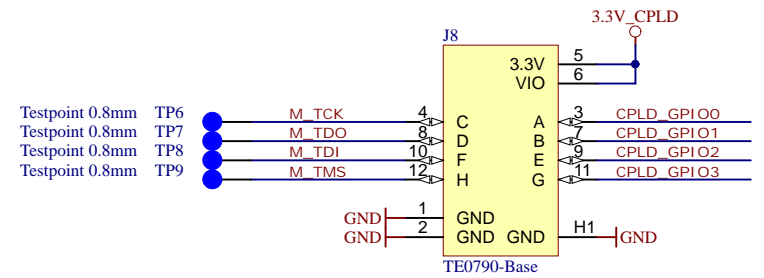 3.3V_CPLD
J8
3.3V 5
VIO 6
Testpoint 0.8mm TP6 M_TCK 4 C A 3 CPLD_GPIO0
Testpoint 0.8mm TP7 M_TDO 8 D B 7 CPLD_GPIO1
Testpoint 0.8mm TP8 M_TDI 10 F E 9 CPLD_GPIO2
Testpoint 0.8mm TP9 M_TMS 12 H G 11 CPLD_GPIO3
GND 1 GND
GND 2 GND GND H1 GND
TE0790-Base